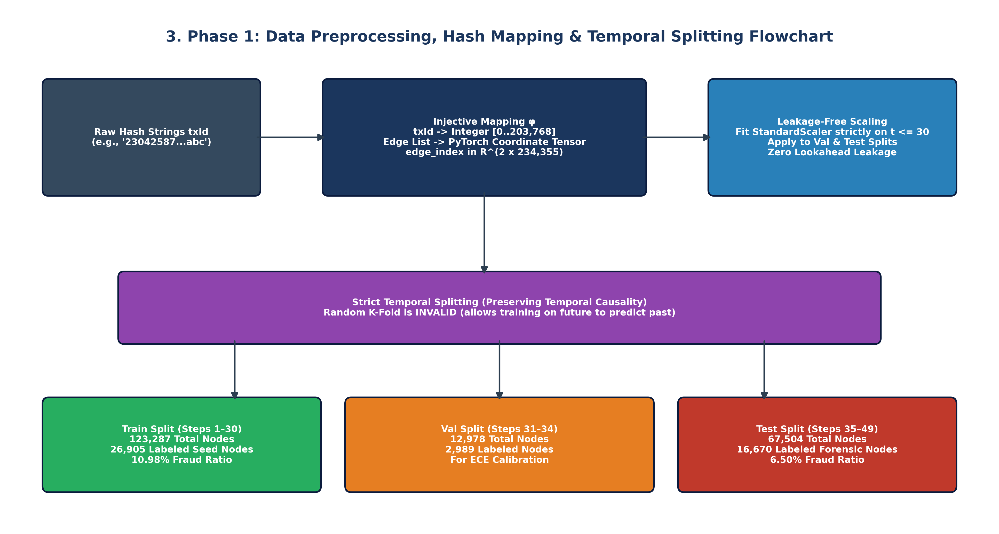 3. Phase 1: Data Preprocessing, Hash Mapping & Temporal Splitting Flowchart
Raw Hash Strings txId
(e.g., '23042587...abc')
Injective Mapping φ
txId -> Integer [0..203,768]
Edge List -> PyTorch Coordinate Tensor
edge_index in R^(2 x 234,355)
Leakage-Free Scaling
Fit StandardScaler strictly on t <= 30
Apply to Val & Test Splits
Zero Lookahead Leakage
Strict Temporal Splitting (Preserving Temporal Causality)
Random K-Fold is INVALID (allows training on future to predict past)
Train Split (Steps 1–30)
123,287 Total Nodes
26,905 Labeled Seed Nodes
10.98% Fraud Ratio
Val Split (Steps 31–34)
12,978 Total Nodes
2,989 Labeled Nodes
For ECE Calibration
Test Split (Steps 35–49)
67,504 Total Nodes
16,670 Labeled Forensic Nodes
6.50% Fraud Ratio